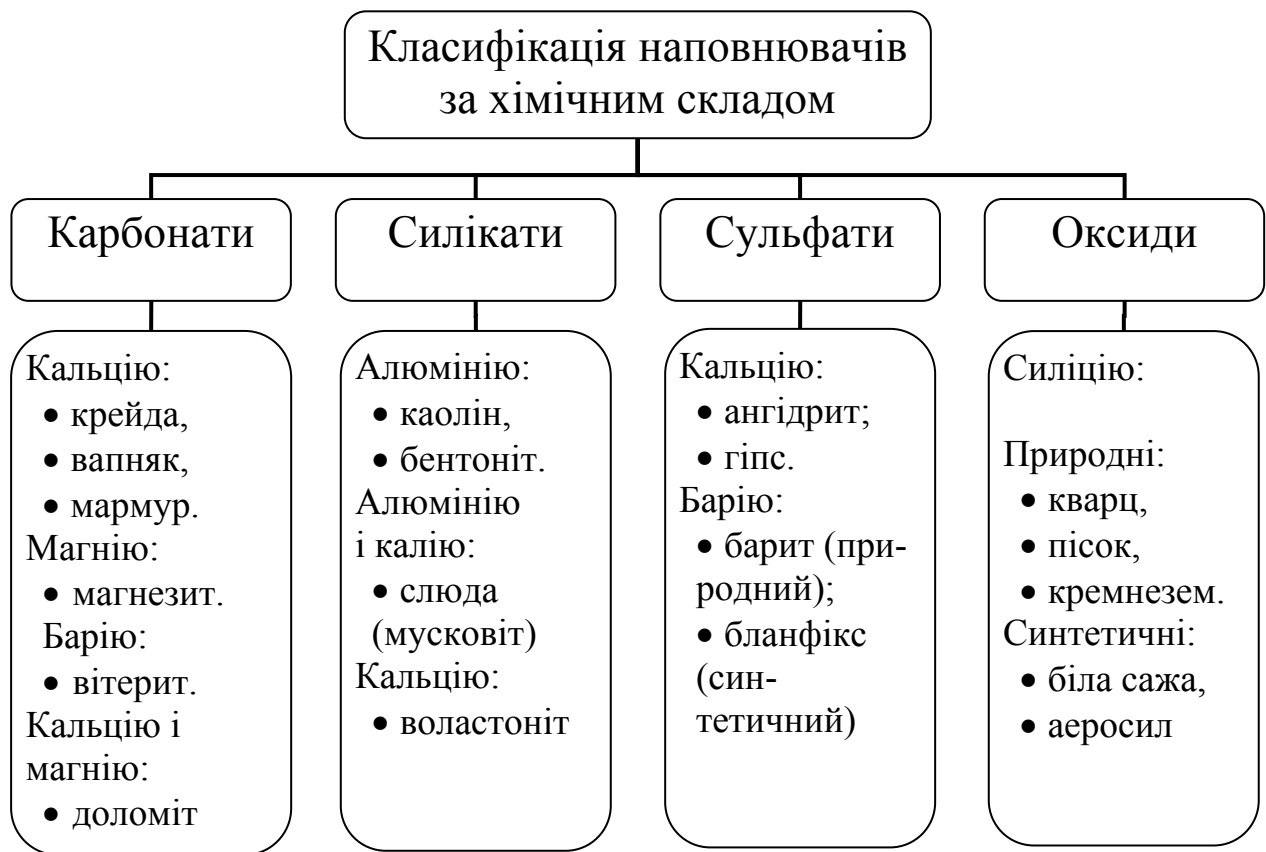 Класифікація наповнювачів
за хімічним складом
Карбонати
Силікати
Сульфати
Оксиди
Кальцію:
• крейда,
• вапняк,
• мармур.
Магнію:
• магнезит.
Барію:
• вітерит.
Кальцію і
магнію:
• доломіт
Алюмінію:
• каолін,
• бентоніт.
Алюмінію
і калію:
• слюда
(мусковіт)
Кальцію:
• воластоніт
Кальцію:
• ангідрит;
• гіпс.
Барію:
• барит (при-
родний);
• бланфікс
(син-
тетичний)
Силіцію:
Природні:
• кварц,
• пісок,
• кремнезем.
Синтетичні:
• біла сажа,
• аеросил